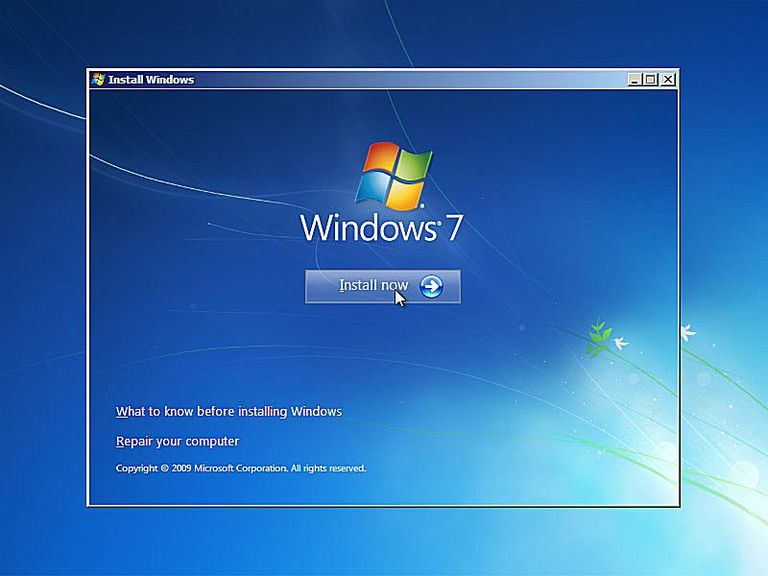 Install Windows
Windows® 7
Install now
What to know before installing Windows
Repair your computer
Copyright © 2009 Microsoft Corporation. All rights reserved.